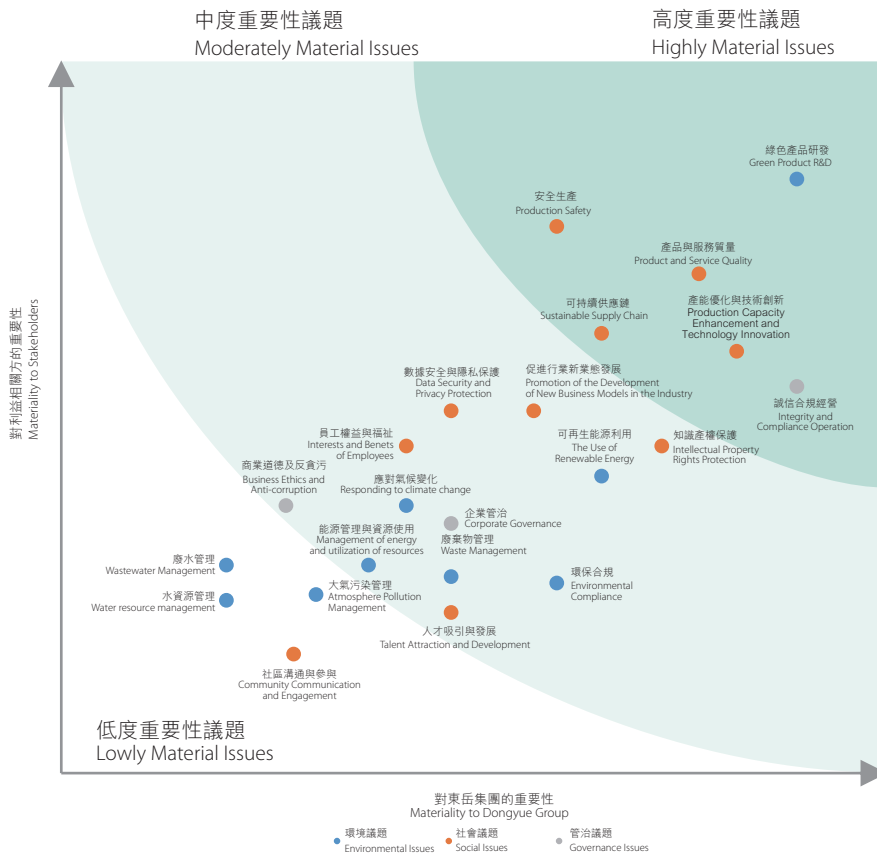 中度重要性議題
Moderately Material Issues
高度重要性議題
Highly Material Issues
綠色產品研發
Green Product R&D
安全生產
Production Safety
產品與服務質量
Product and Service Quality
可持續供應鏈
Sustainable Supply Chain
產能優化與技術創新
Production Capacity
Enhancement and
Technology Innovation
數據安全與隱私保護
Data Security and
Privacy Protection
促進行業新業態發展
Promotion of the Development
of New Business Models in the Industry
誠信合規經營
Integrity and
Compliance Operation
員工權益與福祉
Interests and Benets
of Employees
可再生能源利用
The Use of
Renewable Energy
知識產權保護
Intellectual Property
Rights Protection
商業道德及反貪污
Business Ethics and
Anti-corruption
應對氣候變化
Responding to climate change
企業管治
Corporate Governance
能源管理與資源使用
Management of energy
and utilization of resources
廢棄物管理
Waste Management
廢水管理
Wastewater Management
水資源管理
Water resource management
大氣污染管理
Atmosphere Pollution
Management
環保合規
Environmental
Compliance
人才吸引與發展
Talent Attraction and Development
社區溝通與參與
Community Communication
and Engagement
低度重要性議題
Lowly Material Issues
對利益相關方的重要性
Materiality to Stakeholders
對東岳集團的重要性
Materiality to Dongyue Group
環境議題
Environmental Issues
社會議題
Social Issues
管治議題
Governance Issues